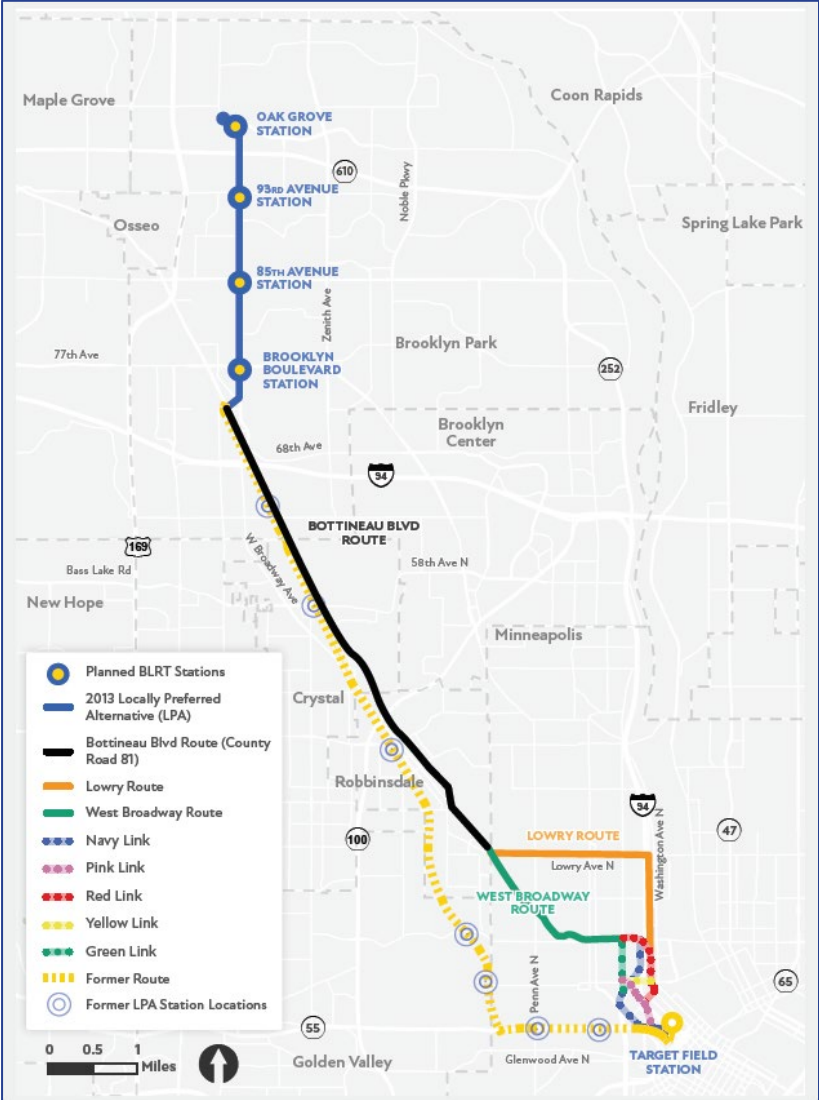 Maple Grove
Coon Rapids
OAK GROVE
STATION
610
Noble Pkwy
93RD AVENUE
STATION
Osseo
Spring Lake Park
85TH AVENUE
STATION
Zenith Ave
77th Ave
Brooklyn Park
BROOKLYN
BOULEVARD
STATION
252
Fridley
Brooklyn
Center
68th Ave
94
BOTTINEAU BLVD
ROUTE
169
W Broadway Ave
Bass Lake Rd
58th Ave N
New Hope
Minneapolis
Planned BLRT Stations
2013 Locally Preferred
Alternative (LPA)
Bottineau Blvd Route (County
Road 81)
Lowry Route
West Broadway Route
Navy Link
Pink Link
Red Link
Yellow Link
Green Link
Former Route
Former LPA Station Locations
Crystal
Robbinsdale
94
Washington Ave N
47
100
LOWRY ROUTE
Lowry Ave N
WEST BROADWAY
ROUTE
Penn Ave N
65
55
Glenwood Ave N
TARGET FIELD
STATION
Golden Valley
0 0.5 1
Miles